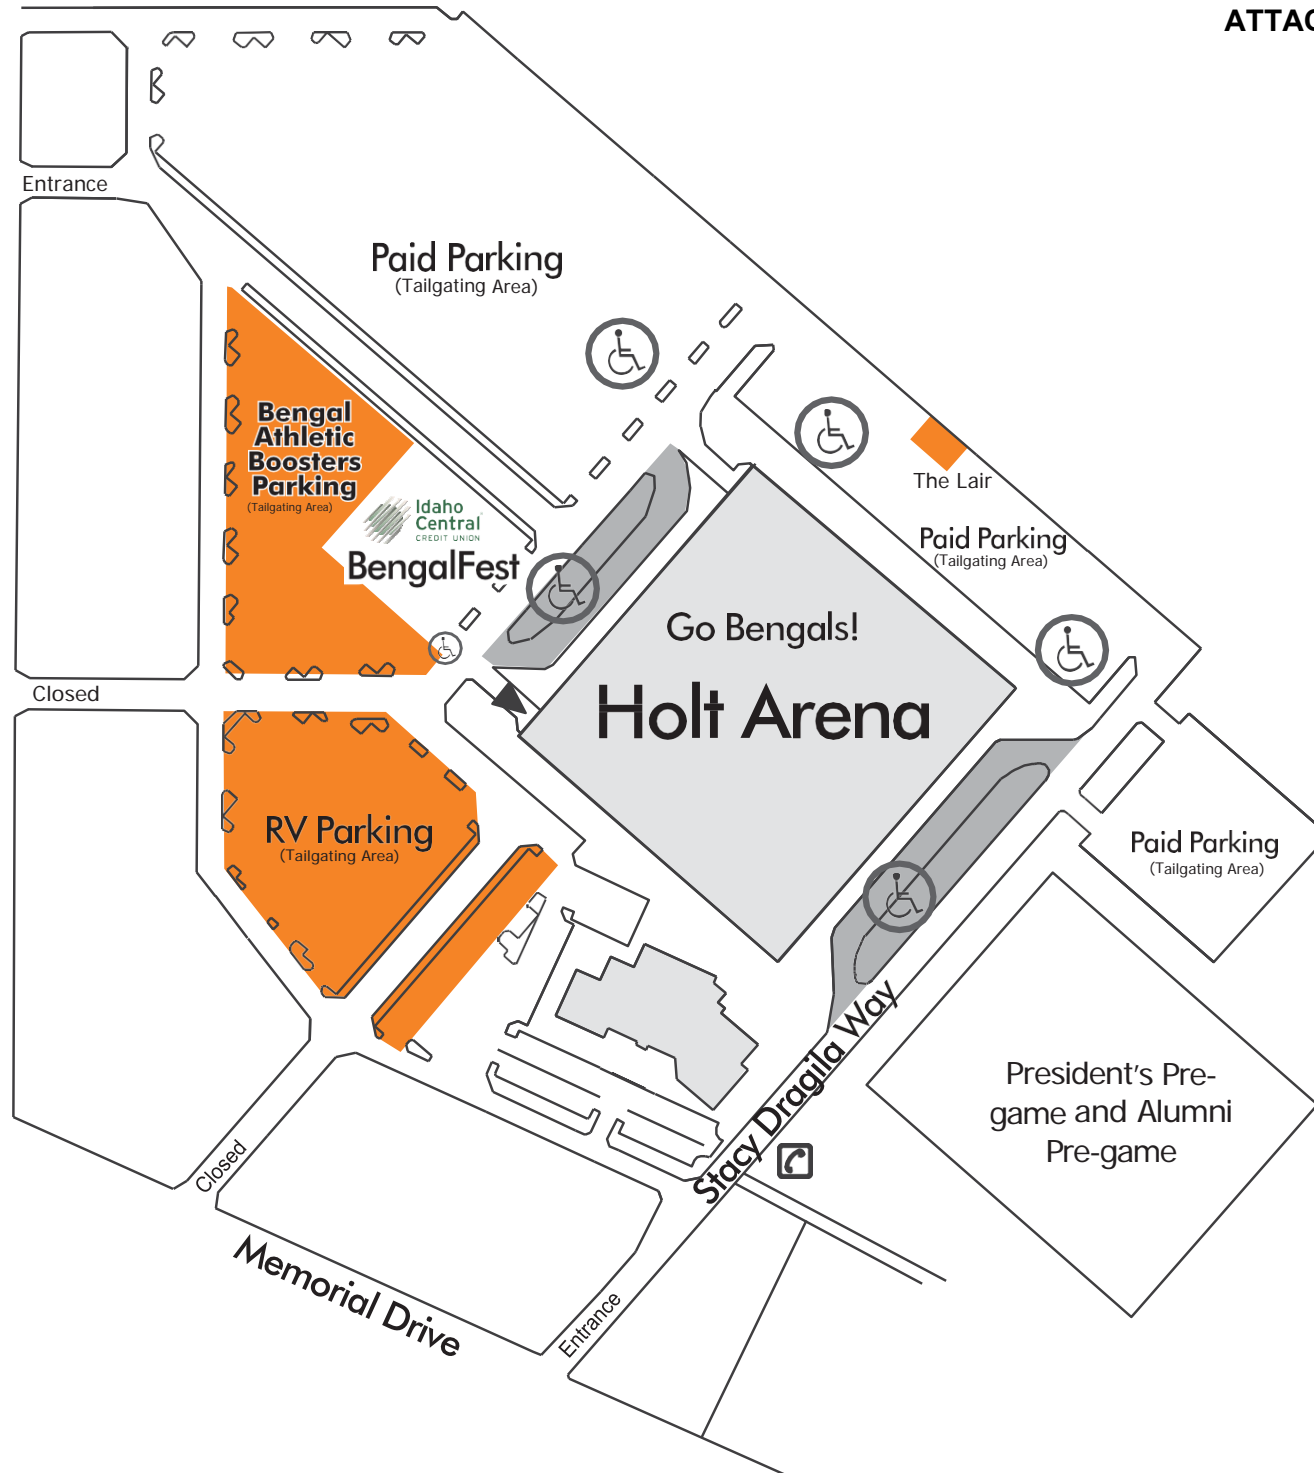 ATTAC
Entrance
Paid Parking
(Tailgating Area)
Bengal
Athletic
Boosters
Parking
(Tailgating Area)
Idaho
Central
CREDIT UNION
BengalFest
The Lair
Paid Parking
(Tailgating Area)
Go Bengals!
Holt Arena
Closed
RV Parking
(Tailgating Area)
Paid Parking
(Tailgating Area)
Stacy Dragila Way
President's Pre-
game and Alumni
Pre-game
Closed
Memorial Drive
Entrance